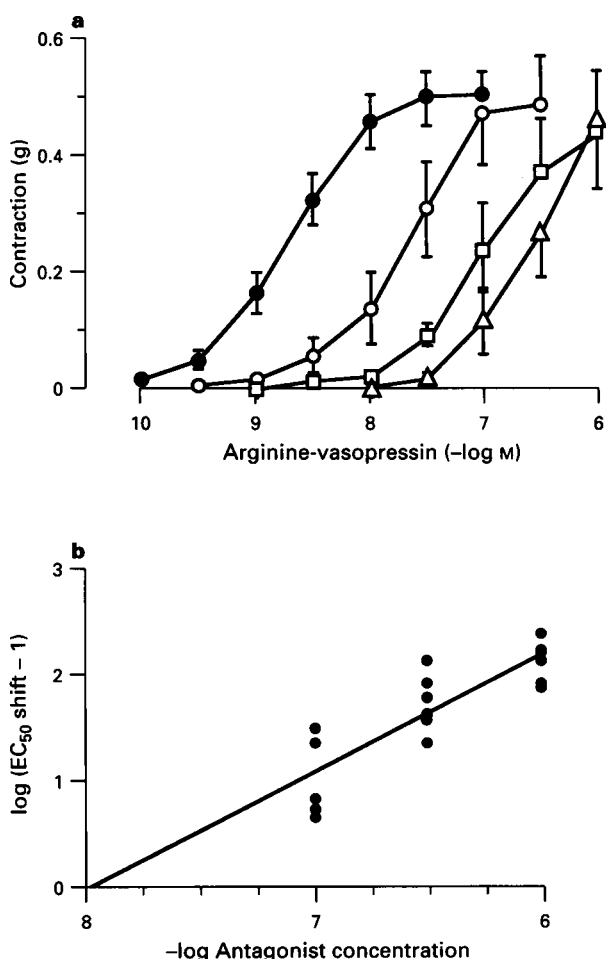 a
0.6
0.4
0.2
0
Contraction (g)
10 9 8 7 6
Arginine-vasopressin (–log M)
b
3
2
1
0
log (EC50 shift – 1)
8 7 6
–log Antagonist concentration